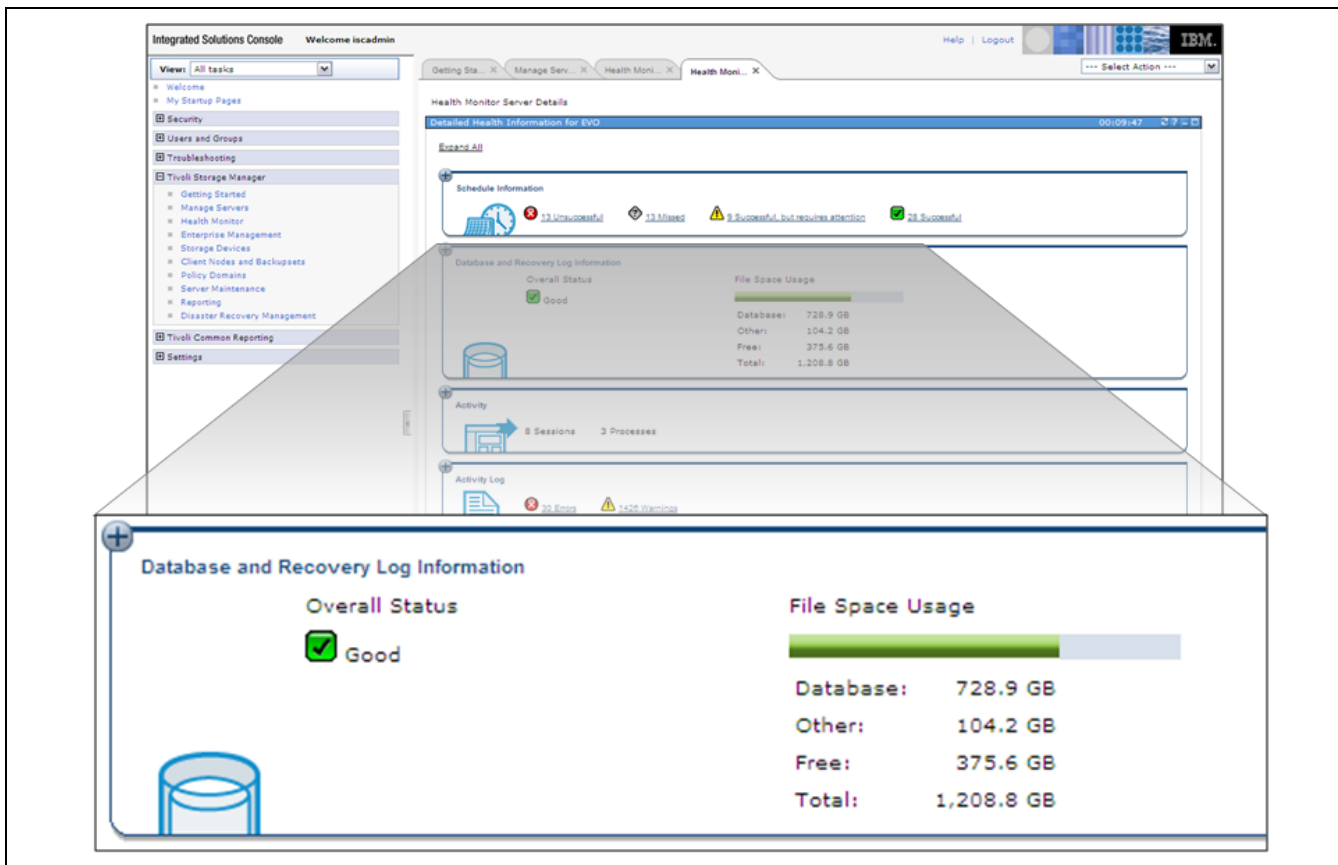 Integrated Solutions Console Welcome iscadmin
Help | Logout
IBM.
View: All tasks
Getting Sta... X Manage Serv... X Health Moni... X Health Moni... X
--- Select Action ---
Welcome
My Startup Pages
Security
Users and Groups
Troubleshooting
Tivoli Storage Manager
Getting Started
Manage Servers
Health Monitor
Enterprise Management
Storage Devices
Client Nodes and Backupsets
Policy Domains
Server Maintenance
Reporting
Disaster Recovery Management
Tivoli Common Reporting
Settings
Health Monitor Server Details
Detailed Health Information for EVO 00:09:47
Expand All
Schedule Information
13 Unsuccessful 13 Missed 9 Successful, but requires attention 28 Successful
Database and Recovery Log Information
Overall Status File Space Usage
Good
Database: 728.9 GB
Other: 104.2 GB
Free: 375.6 GB
Total: 1,208.8 GB
Activity
8 Sessions 3 Processes
Activity Log
30 Errors 1426 Warnings
Database and Recovery Log Information
Overall Status File Space Usage
Good
Database: 728.9 GB
Other: 104.2 GB
Free: 375.6 GB
Total: 1,208.8 GB